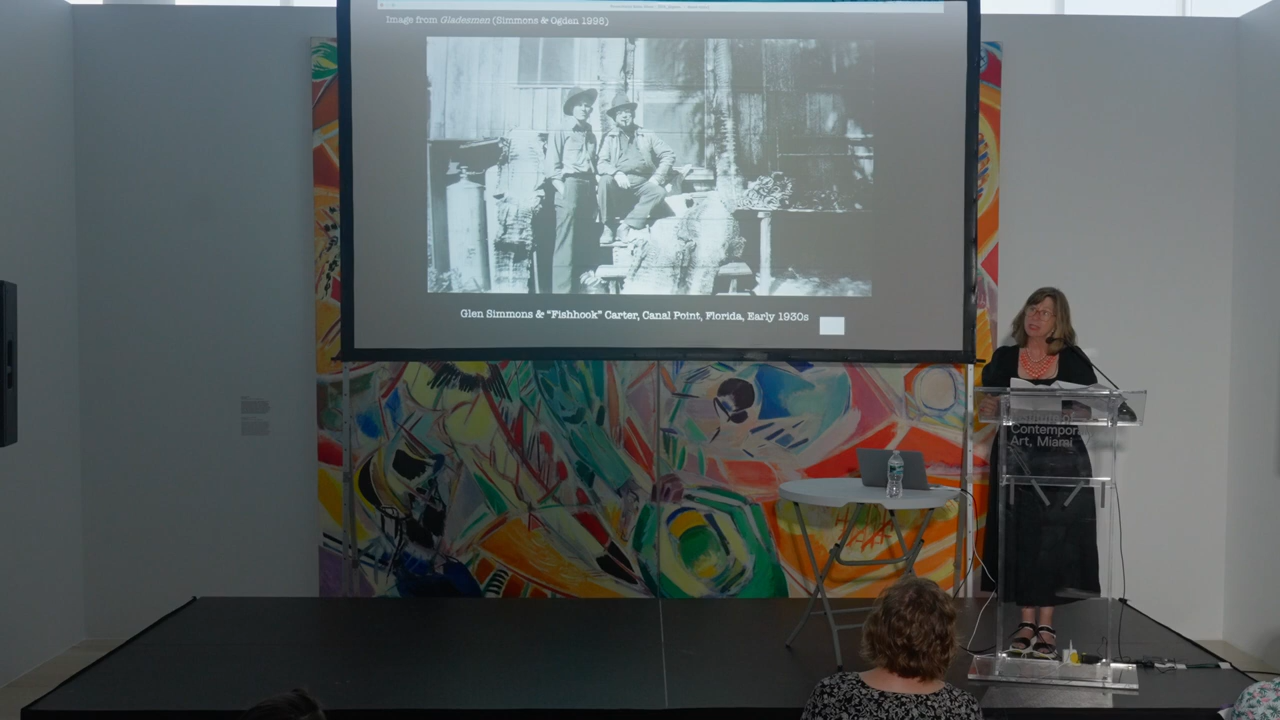 Image from Gladesmen (Simmons & Ogden 1998)
Glen Simmons & “Fishhook” Carter, Canal Point, Florida, Early 1930s
Contempor
Art, Miami